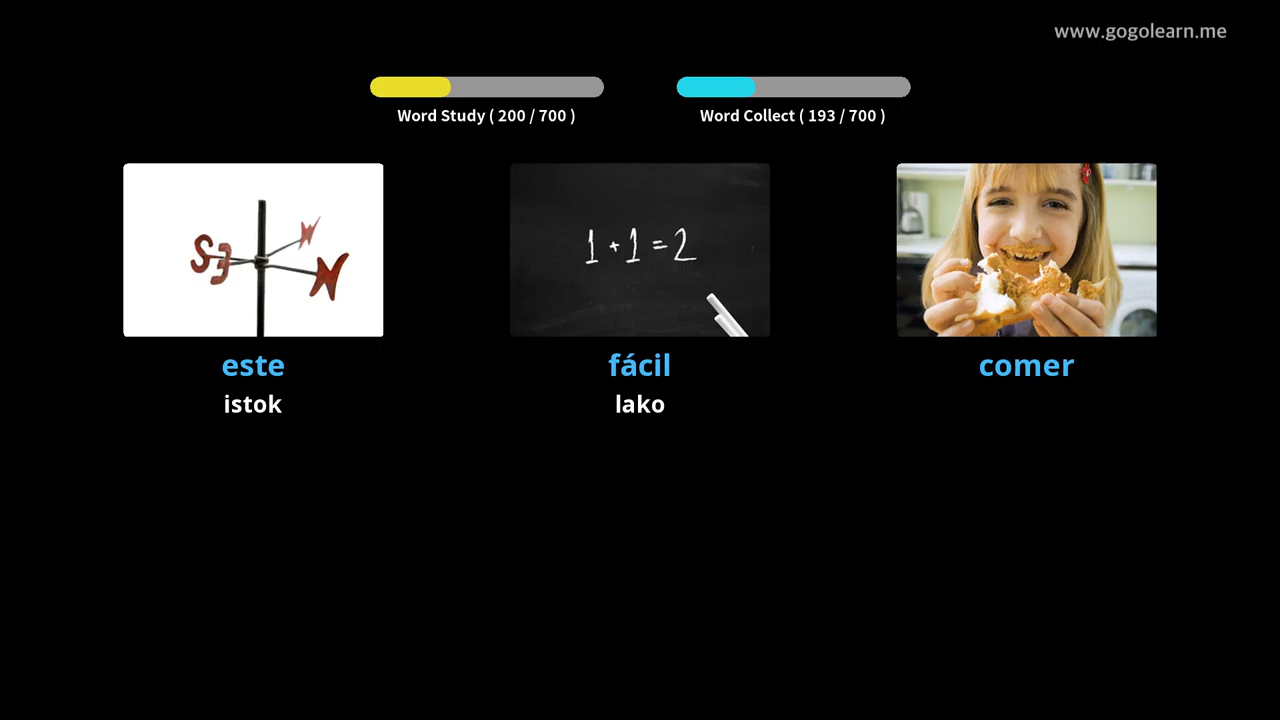 www.gogolearn.me
Word Study ( 200 / 700 )
Word Collect ( 193 / 700 )
S E N W
1 + 1 = 2
este
fácil
comer
istok
lako